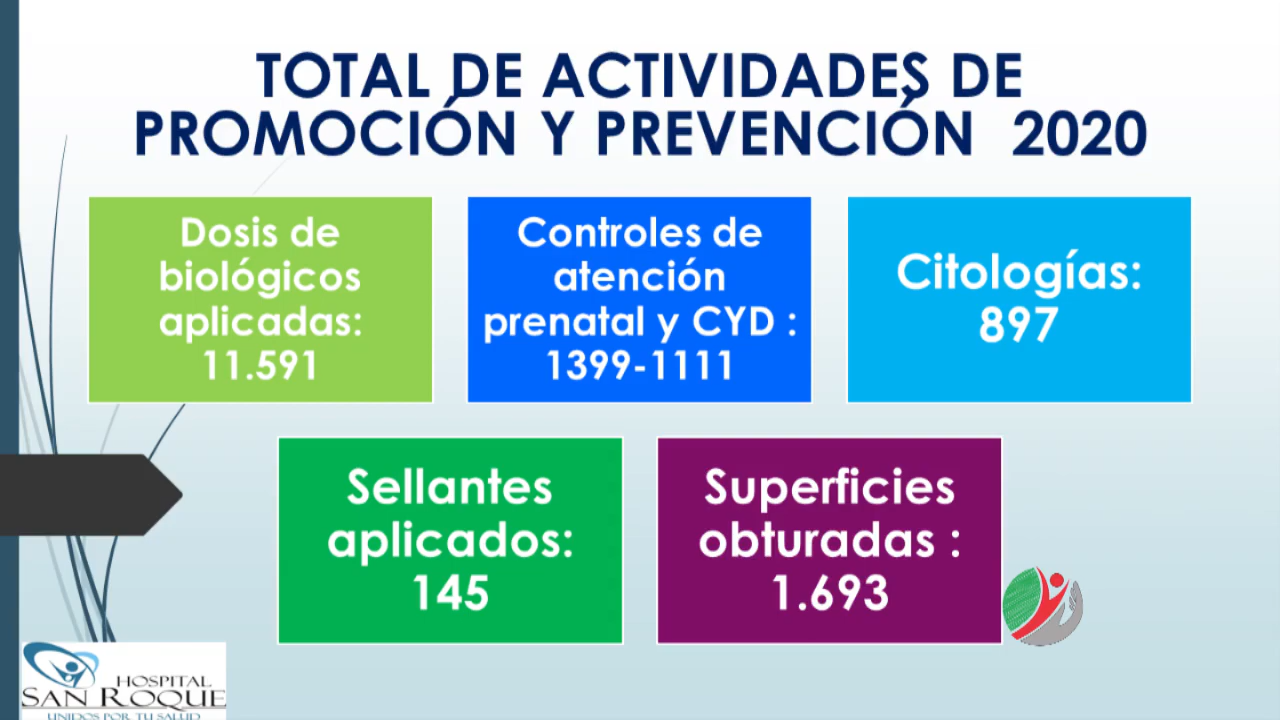 TOTAL DE ACTIVIDADES DE
PROMOCIÓN Y PREVENCIÓN 2020
Dosis de
biológicos
aplicadas:
11.591
Controles de
atención
prenatal y CYD :
1399-1111
Citologías:
897
Sellantes
aplicados:
145
Superficies
obturadas :
1.693
HOSPITAL
SAN ROQUE
UNIDOS POR TU SALUD